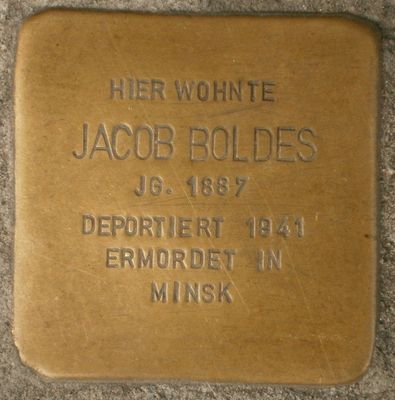 HIER WOHNTE
JACOB BOLDES
JG. 1887
DEPORTIERT 1941
ERMORDET IN
MINSK